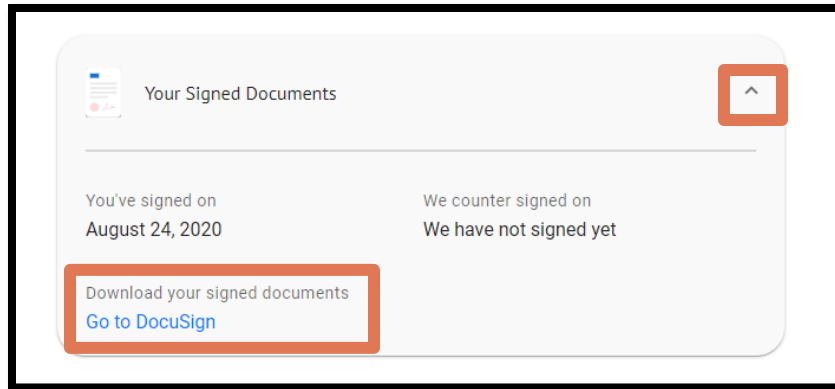 Your Signed Documents
You've signed on
August 24, 2020
We counter signed on
We have not signed yet
Download your signed documents
Go to DocuSign